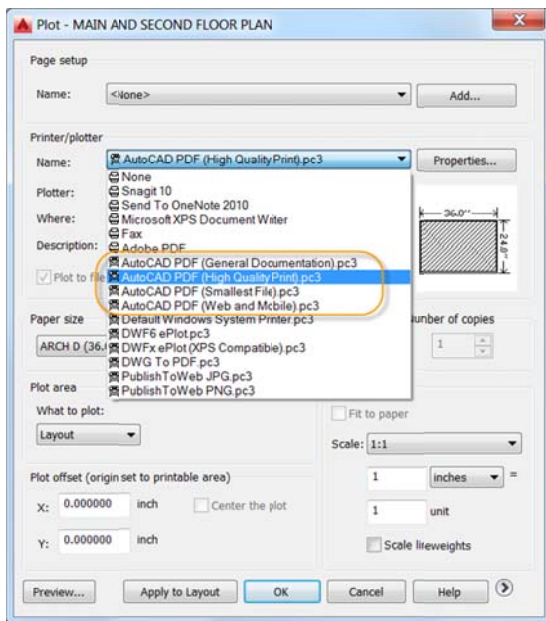 Plot - MAIN AND SECOND FLOOR PLAN
X
Page setup
Name: <None> Add...
Printer/plotter
Name: AutoCAD PDF (High Quality Print).pc3 Properties...
None
Plotter: Snagit 10
Send To OneNote 2010
Where: Microsoft XPS Document Writer
Fax
Description: Adobe PDF
AutoCAD PDF (General Documentation).pc3
Plot to file AutoCAD PDF (High Quality Print).pc3
AutoCAD PDF (Smallest File).pc3
AutoCAD PDF (Web and Mobile).pc3
36.0''
24.0''
Paper size Default Windows System Printer.pc3 number of copies
DWF6 ePlot.pc3
ARCH D (36. DWFx ePlot (XPS Compatible).pc3 1
DWG To PDF.pc3
Plot area PublishToWeb JPG.pc3
PublishToWeb PNG.pc3
What to plot: Fit to paper
Layout Scale: 1:1
Plot offset (origin set to printable area) 1 inches =
X: 0.000000 inch Center the plot 1 unit
Y: 0.000000 inch Scale lineweights
Preview... Apply to Layout OK Cancel Help